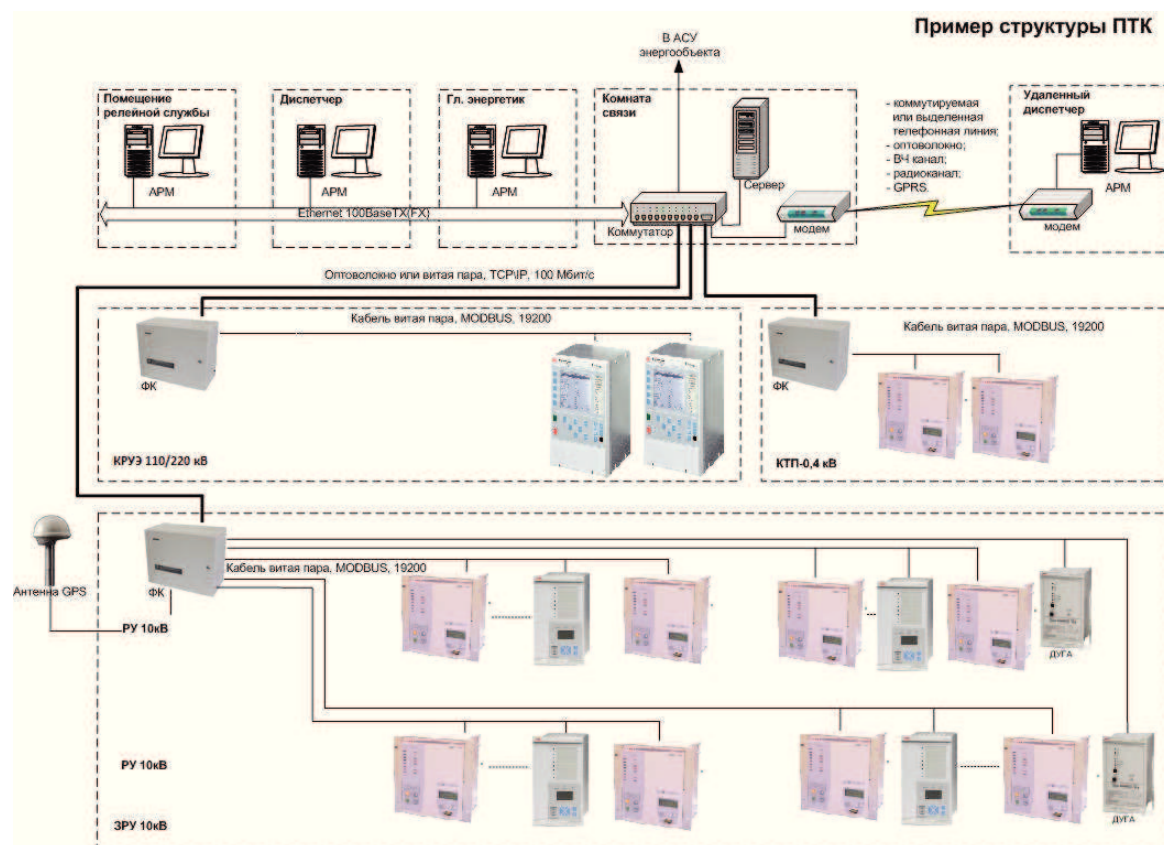 Пример структуры ПТК
В АСУ
энергообъекта
Помещение
релейной службы
АРМ
Диспетчер
АРМ
Гл. энергетик
АРМ
Комната
связи
Сервер
Коммутатор
модем
- коммутируемая
или выделенная
телефонная линия;
- оптоволокно;
- ВЧ канал;
- радиоканал;
- GPRS.
Удаленный
диспетчер
АРМ
модем
Ethernet 100BaseTX(FX)
Оптоволокно или витая пара, TCP\IP, 100 Мбит/с
Кабель витая пара, MODBUS, 19200
ФК
КРУЭ 110/220 кВ
Кабель витая пара, MODBUS, 19200
ФК
КТП-0,4 кВ
Антенна GPS
ФК
Кабель витая пара, MODBUS, 19200
РУ 10кВ
ДУГА
РУ 10кВ
ЗРУ 10кВ
ДУГА